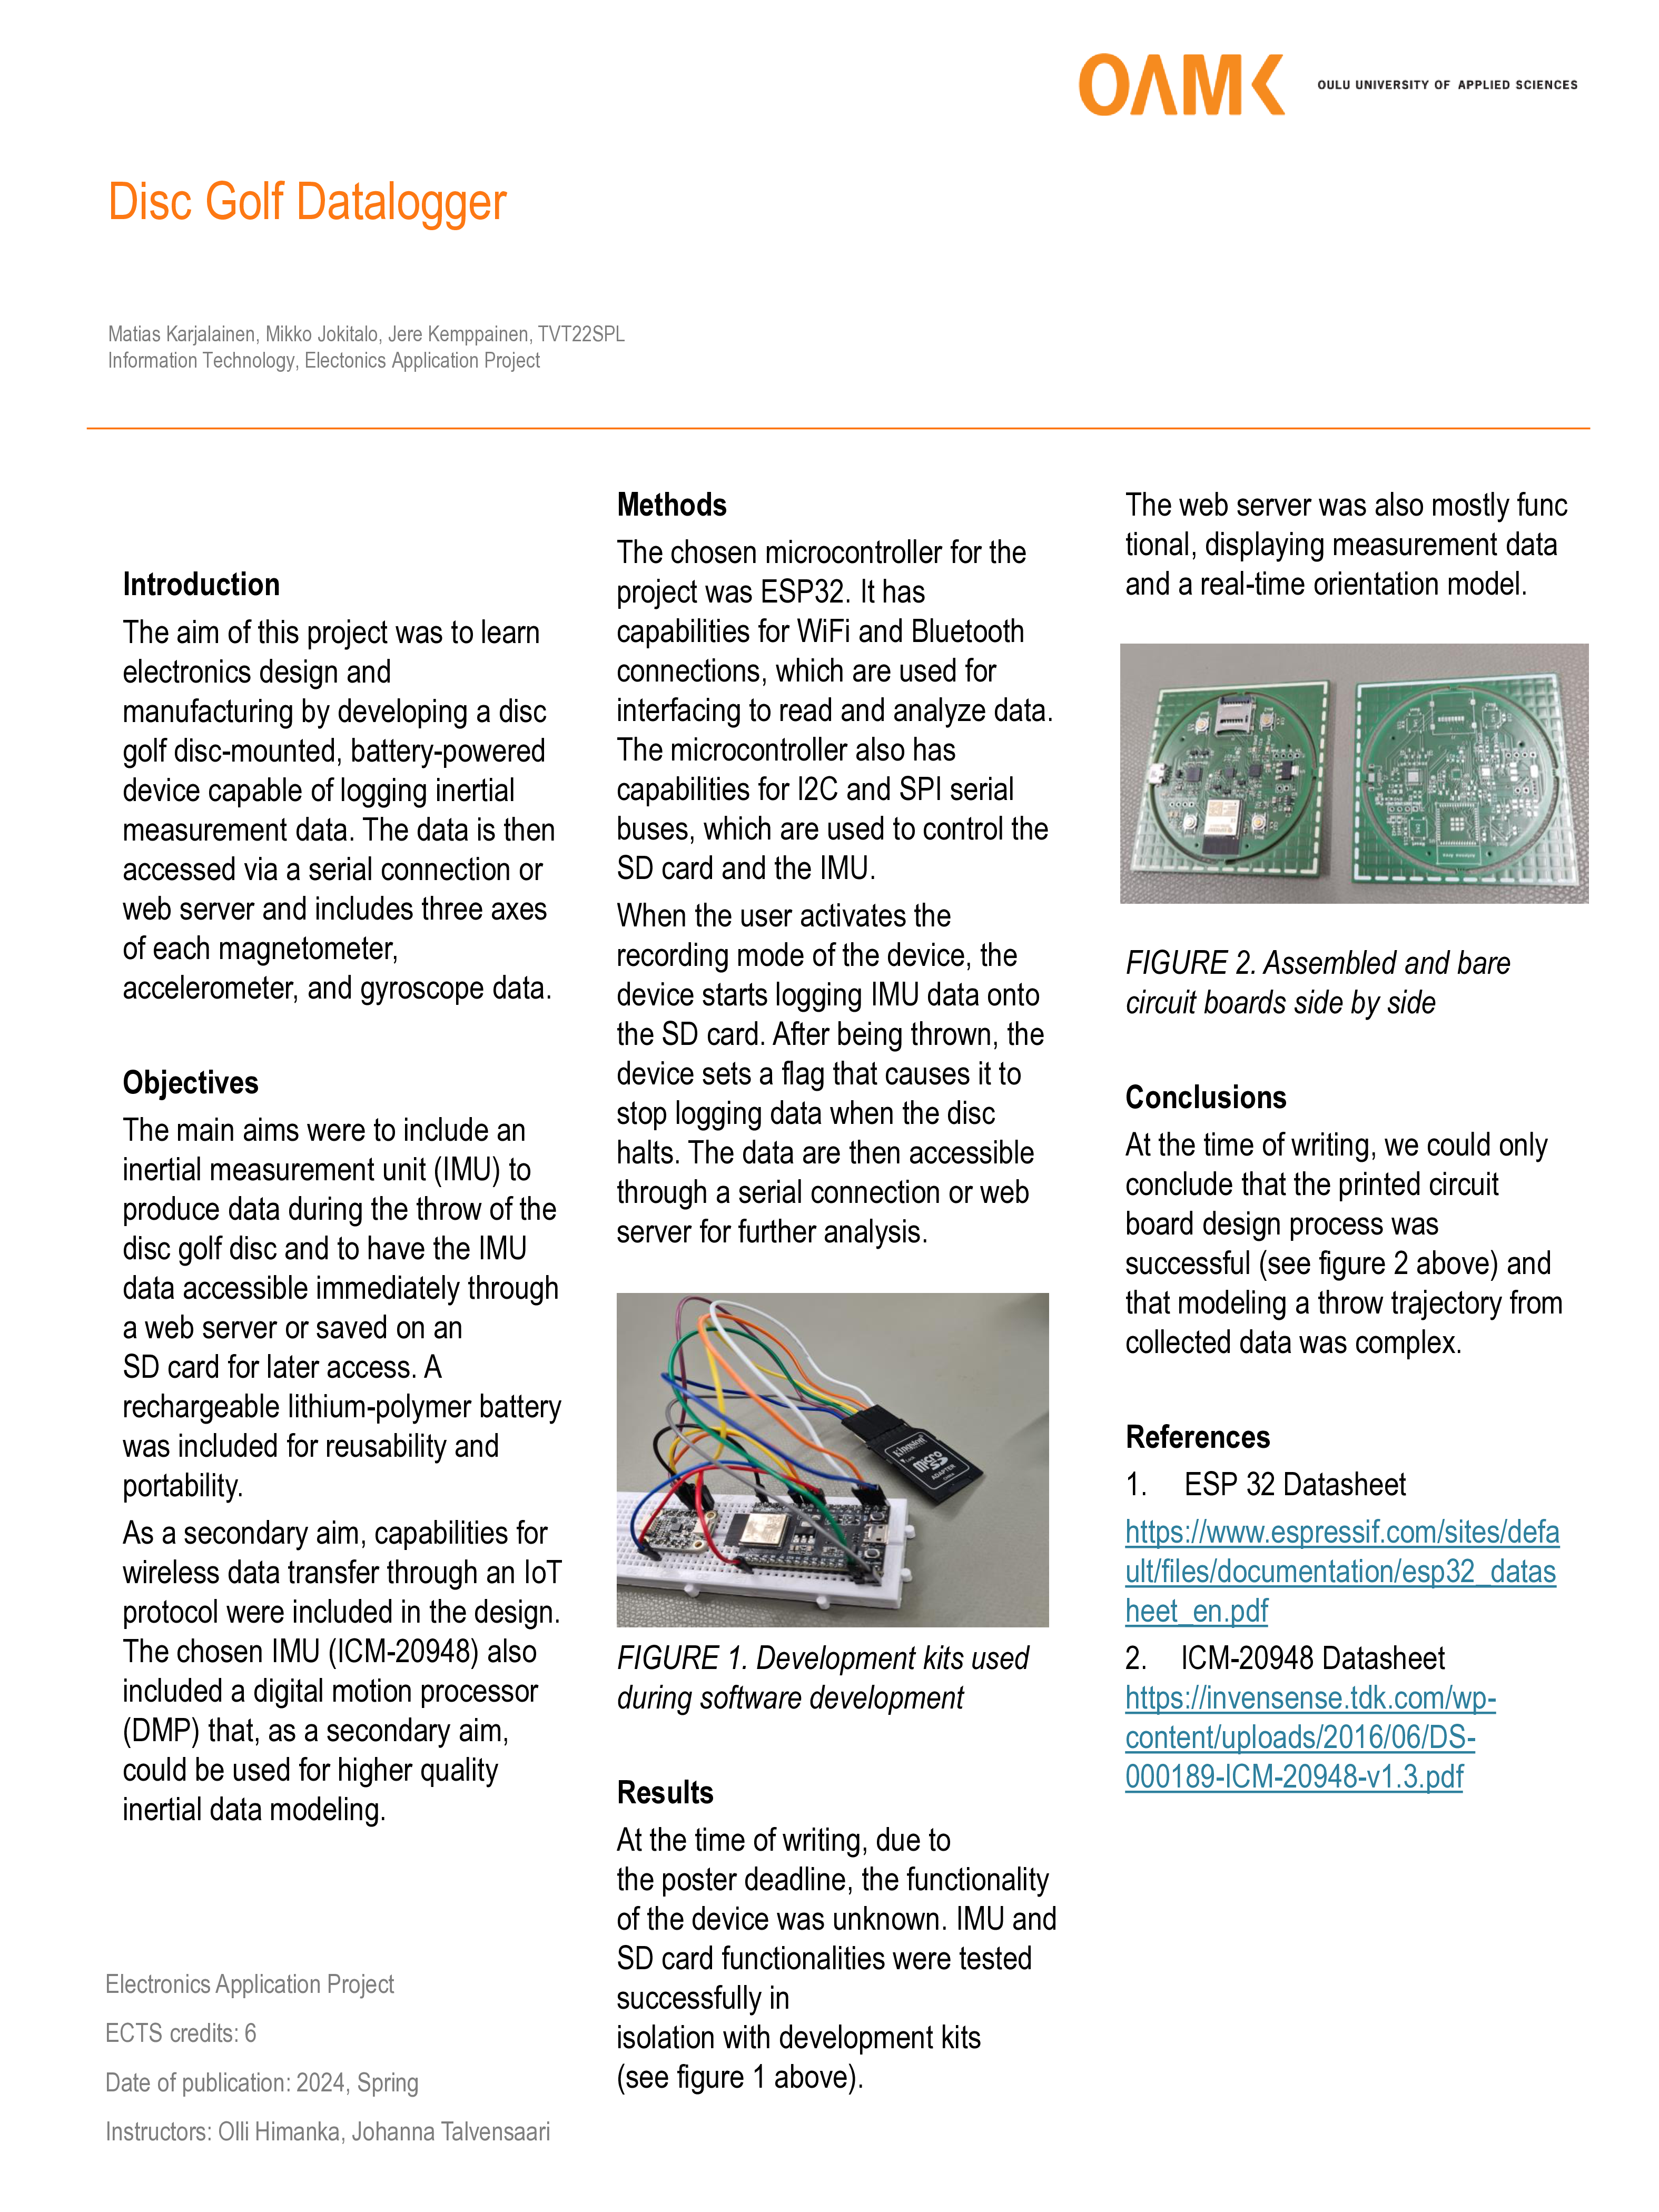 OAMK
OULU UNIVERSITY OF APPLIED SCIENCES
Disc Golf Datalogger
Matias Karjalainen, Mikko Jokitalo, Jere Kemppainen, TVT22SPL
Information Technology, Electonics Application Project
Introduction
The aim of this project was to learn
electronics design and
manufacturing by developing a disc
golf disc-mounted, battery-powered
device capable of logging inertial
measurement data. The data is then
accessed via a serial connection or
web server and includes three axes
of each magnetometer,
accelerometer, and gyroscope data.
Objectives
The main aims were to include an
inertial measurement unit (IMU) to
produce data during the throw of the
disc golf disc and to have the IMU
data accessible immediately through
a web server or saved on an
SD card for later access. A
rechargeable lithium-polymer battery
was included for reusability and
portability.
As a secondary aim, capabilities for
wireless data transfer through an IoT
protocol were included in the design.
The chosen IMU (ICM-20948) also
included a digital motion processor
(DMP) that, as a secondary aim,
could be used for higher quality
inertial data modeling.
Electronics Application Project
ECTS credits: 6
Date of publication: 2024, Spring
Instructors: Olli Himanka, Johanna Talvensaari
Methods
The chosen microcontroller for the
project was ESP32. It has
capabilities for WiFi and Bluetooth
connections, which are used for
interfacing to read and analyze data.
The microcontroller also has
capabilities for I2C and SPI serial
buses, which are used to control the
SD card and the IMU.
When the user activates the
recording mode of the device, the
device starts logging IMU data onto
the SD card. After being thrown, the
device sets a flag that causes it to
stop logging data when the disc
halts. The data are then accessible
through a serial connection or web
server for further analysis.
Kingston
micro SD
ADAPTER
FIGURE 1. Development kits used
during software development
Results
At the time of writing, due to
the poster deadline, the functionality
of the device was unknown. IMU and
SD card functionalities were tested
successfully in
isolation with development kits
(see figure 1 above).
The web server was also mostly func
tional, displaying measurement data
and a real-time orientation model.
FIGURE 2. Assembled and bare
circuit boards side by side
Conclusions
At the time of writing, we could only
conclude that the printed circuit
board design process was
successful (see figure 2 above) and
that modeling a throw trajectory from
collected data was complex.
References
1. ESP 32 Datasheet
https://www.espressif.com/sites/defa
ult/files/documentation/esp32_datas
heet_en.pdf
2. ICM-20948 Datasheet
https://invensense.tdk.com/wp-
content/uploads/2016/06/DS-
000189-ICM-20948-v1.3.pdf